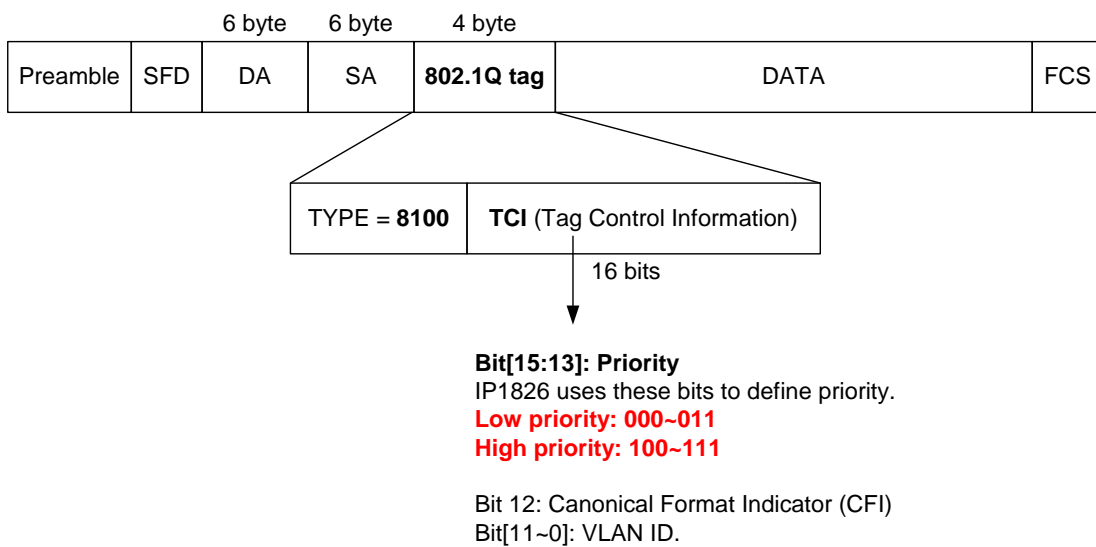 6 byte 6 byte 4 byte
Preamble SFD DA SA 802.1Q tag DATA FCS
TYPE = 8100 TCI (Tag Control Information)
16 bits
Bit[15:13]: Priority
IP1826 uses these bits to define priority.
Low priority: 000~011
High priority: 100~111
Bit 12: Canonical Format Indicator (CFI)
Bit[11~0]: VLAN ID.